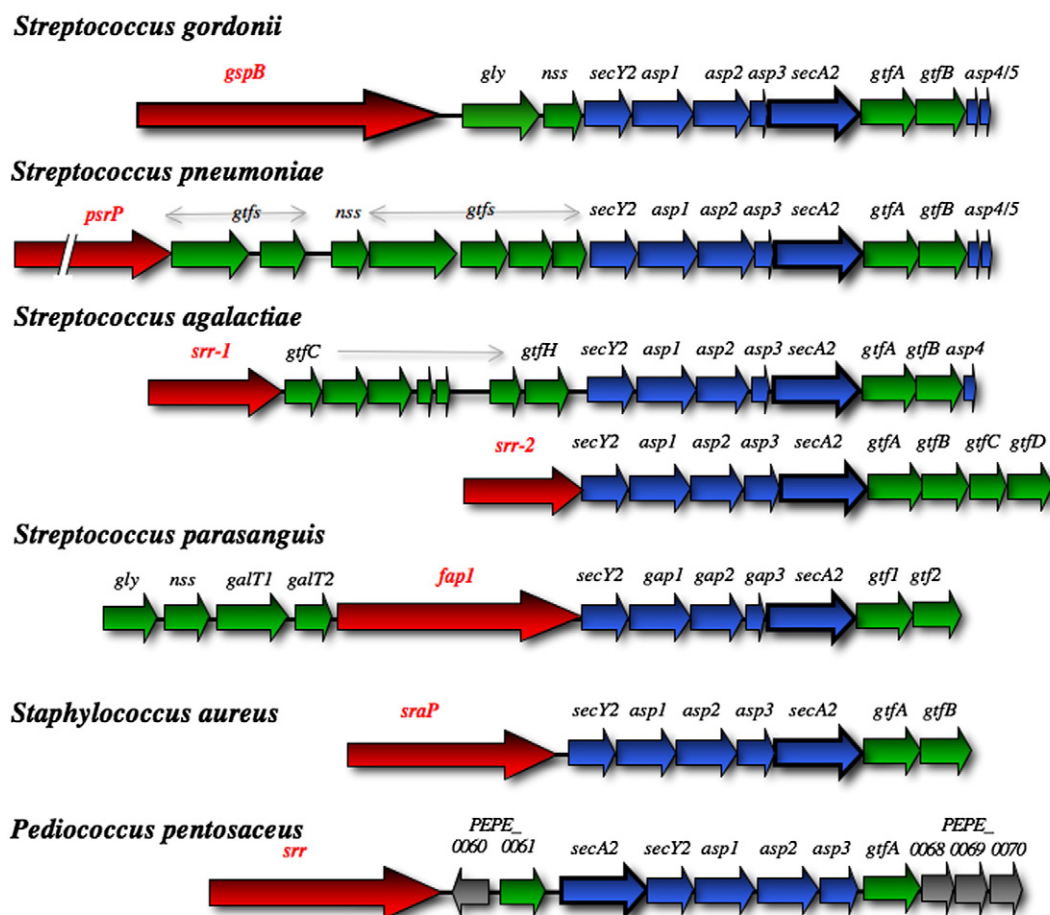 Streptococcus gordonii
gspB gly nss secY2 asp1 asp2 asp3 secA2 gtfA gtfB asp4/5
Streptococcus pneumoniae
psrP gtfs nss gtfs secY2 asp1 asp2 asp3 secA2 gtfA gtfB asp4/5
Streptococcus agalactiae
srr-1 gtfC gtfH secY2 asp1 asp2 asp3 secA2 gtfA gtfB asp4
srr-2 secY2 asp1 asp2 asp3 secA2 gtfA gtfB gtfC gtfD
Streptococcus parasanguis
gly nss galT1 galT2 fap1 secY2 gap1 gap2 gap3 secA2 gtf1 gtf2
Staphylococcus aureus
sraP secY2 asp1 asp2 asp3 secA2 gtfA gtfB
Pediococcus pentosaceus
PEPE_ PEPE_
srr 0060 0061 secA2 secY2 asp1 asp2 asp3 gtfA 0068 0069 0070